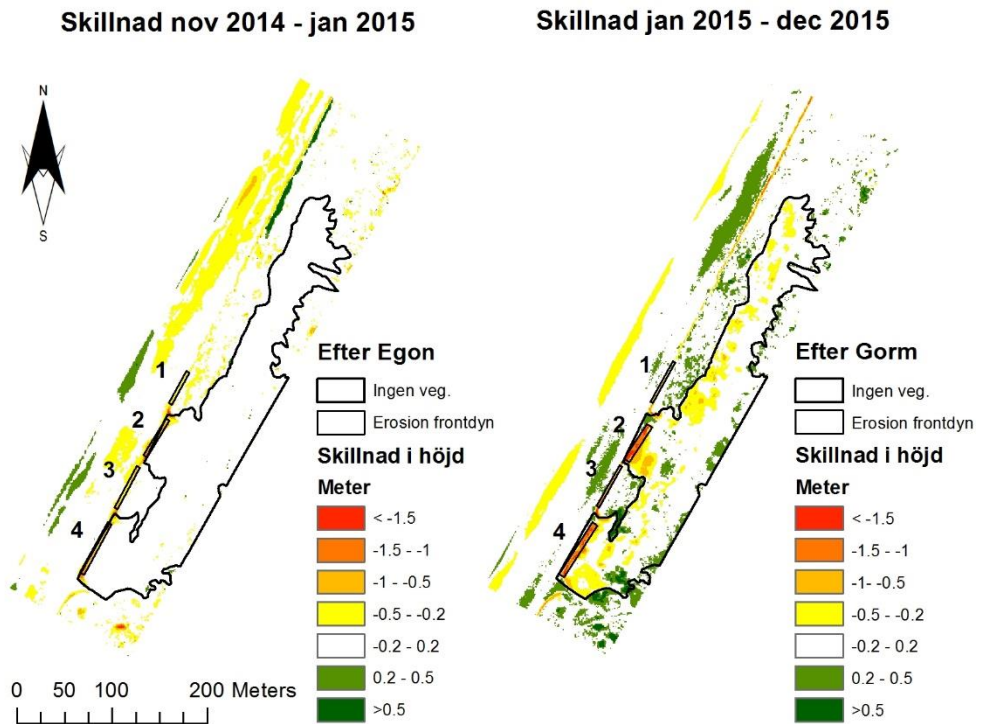 Skillnad nov 2014 - jan 2015
N
S
1
2
3
4
Efter Egon
Ingen veg.
Erosion frontdyn
Skillnad i höjd
Meter
< -1.5
-1.5 - -1
-1 - -0.5
-0.5 - -0.2
-0.2 - 0.2
0.2 - 0.5
>0.5
0 50 100 200 Meters
Skillnad jan 2015 - dec 2015
1
2
3
4
Efter Gorm
Ingen veg.
Erosion frontdyn
Skillnad i höjd
Meter
< -1.5
-1.5 - -1
-1 - -0.5
-0.5 - -0.2
-0.2 - 0.2
0.2 - 0.5
>0.5